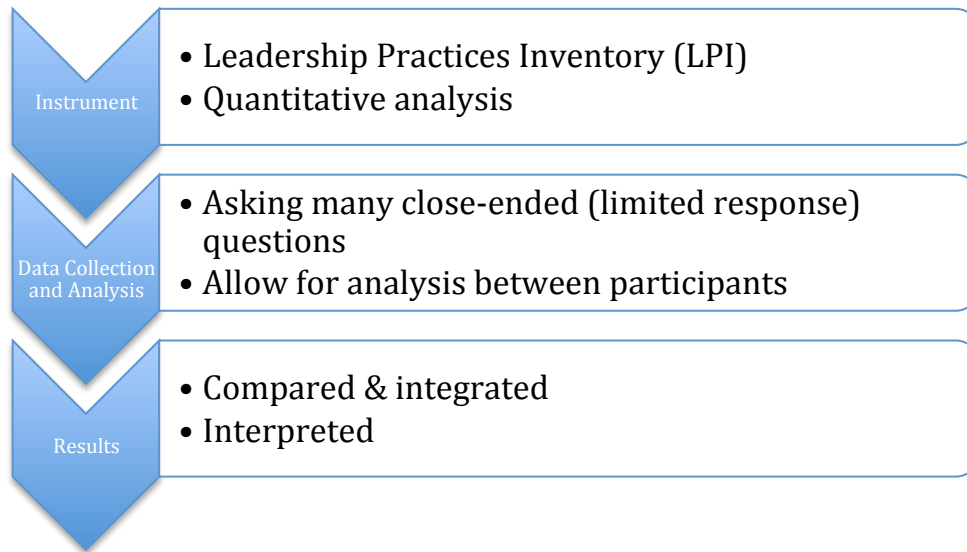 Instrument
• Leadership Practices Inventory (LPI)
• Quantitative analysis
Data Collection
and Analysis
• Asking many close-ended (limited response)
questions
• Allow for analysis between participants
Results
• Compared & integrated
• Interpreted